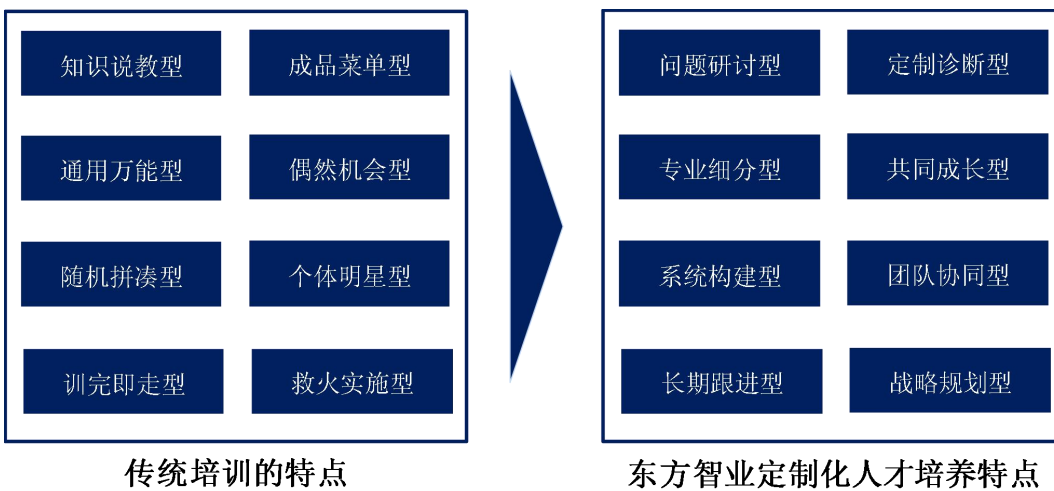 知识说教型 成品菜单型
通用万能型 偶然机会型
随机拼凑型 个体明星型
训完即走型 救火实施型
传统培训的特点
问题研讨型 定制诊断型
专业细分型 共同成长型
系统构建型 团队协同型
长期跟进型 战略规划型
东方智业定制化人才培养特点